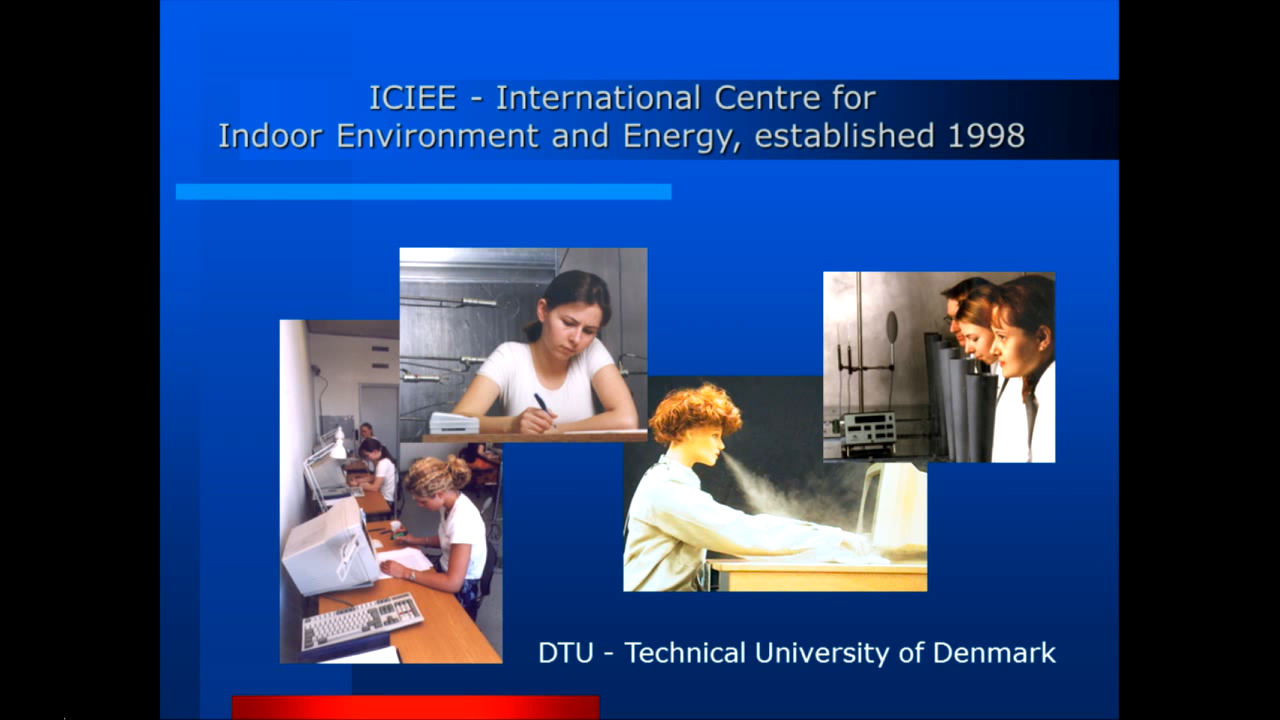 ICIEE - International Centre for
Indoor Environment and Energy, established 1998
DTU - Technical University of Denmark